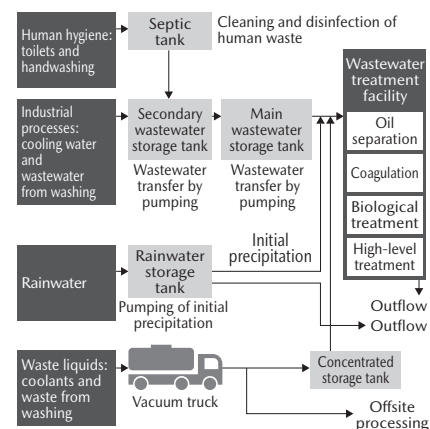 Human hygiene:
toilets and
handwashing
Septic
tank
Cleaning and disinfection of
human waste
Industrial
processes:
cooling water
and
wastewater
from washing
Secondary
wastewater
storage tank
Wastewater
transfer by
pumping
Main
wastewater
storage tank
Wastewater
transfer by
pumping
Wastewater
treatment
facility
Oil
separation
Coagulation
Biological
treatment
High-level
treatment
Outflow
Rainwater
Rainwater
storage
tank
Pumping of initial
precipitation
Initial
precipitation
Outflow
Waste liquids:
coolants and
waste from
washing
Vacuum truck
Concentrated
storage tank
Offsite
processing